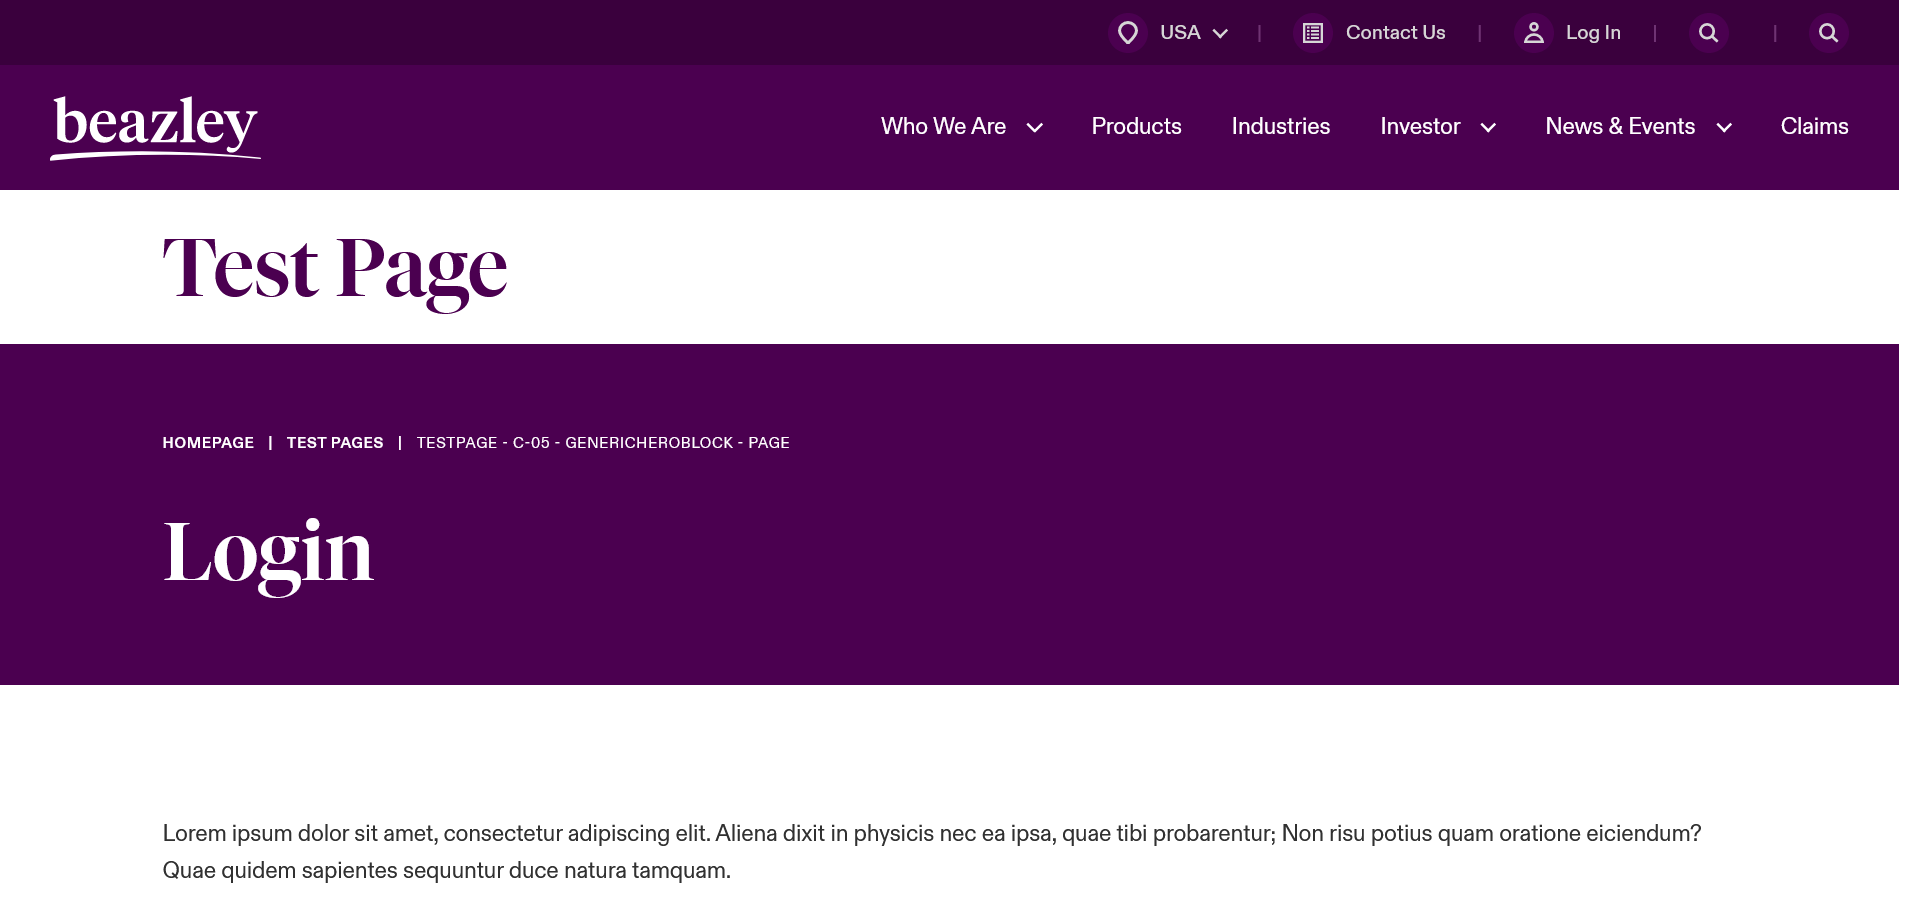 USA | Contact Us | Log In | |
beazley
Who We Are Products Industries Investor News & Events Claims
Test Page
HOMEPAGE | TEST PAGES | TESTPAGE - C-05 - GENERICHEROBLOCK - PAGE
Login
Lorem ipsum dolor sit amet, consectetur adipiscing elit. Aliena dixit in physicis nec ea ipsa, quae tibi probarentur; Non risu potius quam oratione eiciendum?
Quae quidem sapientes sequuntur duce natura tamquam.